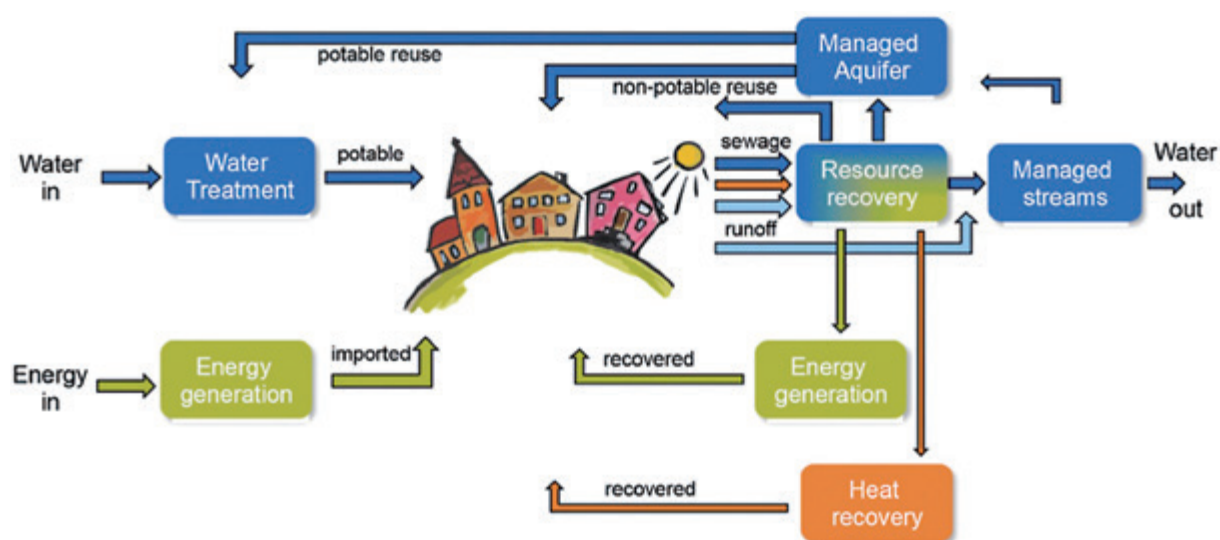 Managed
Aquifer
potable reuse
non-potable reuse
Water
in
Water
Treatment
potable
sewage
Resource
recovery
Managed
streams
Water
out
runoff
Energy
in
Energy
generation
imported
recovered
Energy
generation
recovered
Heat
recovery